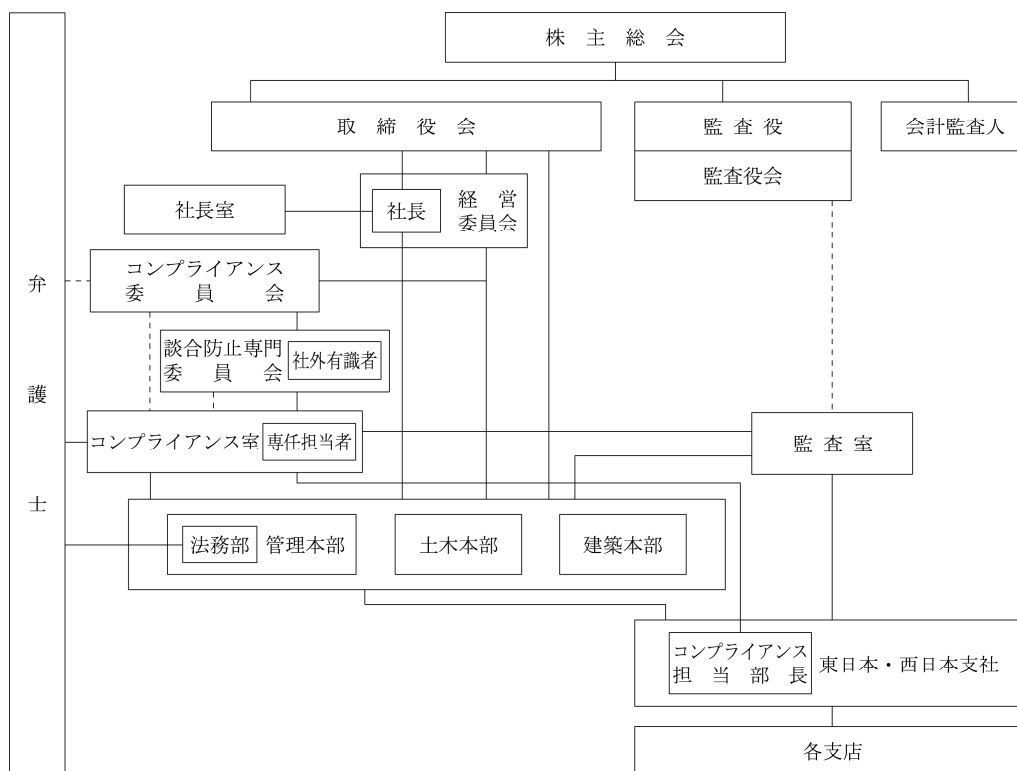 株主総会
取締役会
監査役
会計監査人
監査役会
社長室
社長
経営
委員会
コンプライアンス
委員会
弁護士
談合防止専門
委員会
社外有識者
コンプライアンス室
専任担当者
監査室
法務部
管理本部
土木本部
建築本部
コンプライアンス
担当部長
東日本・西日本支社
各支店